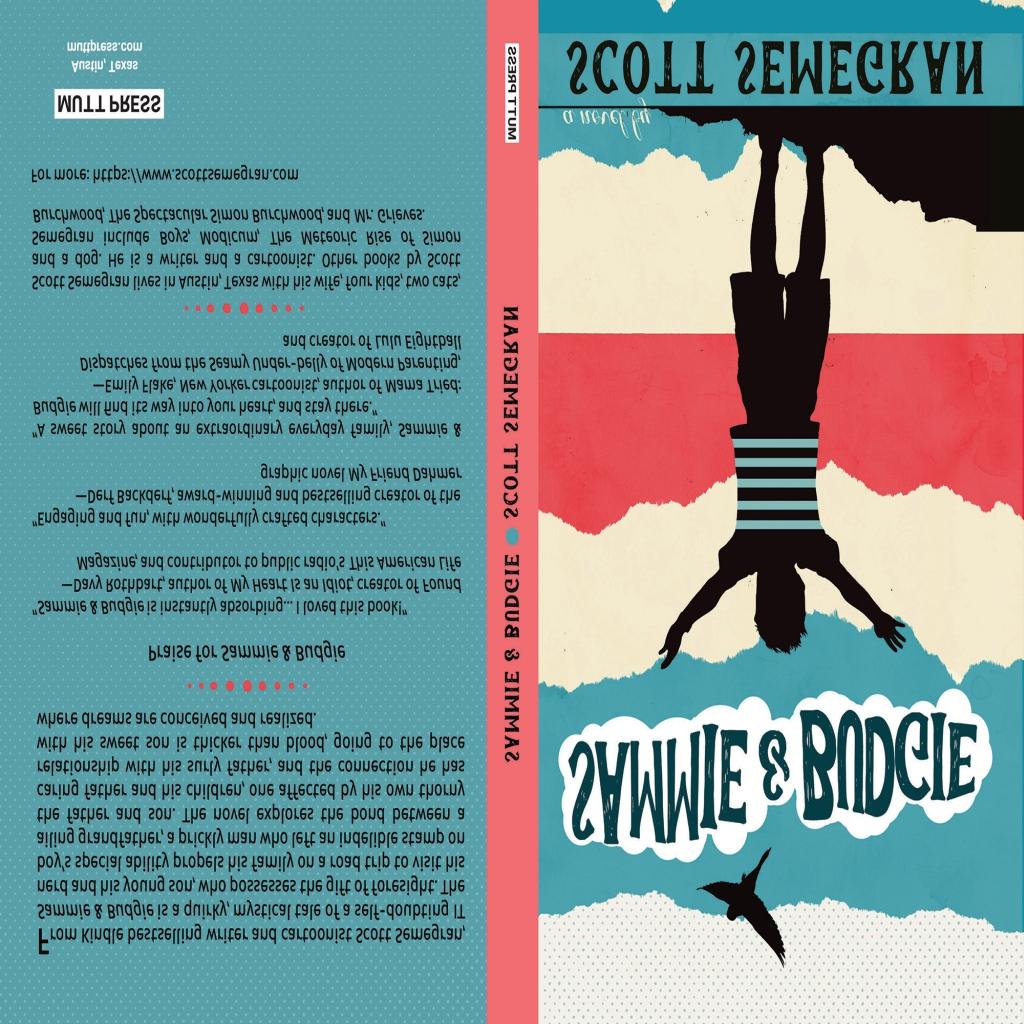 From Kindle bestselling writer and cartoonist Scott Semegran,
Sammie & Budgie is a quirky, mystical tale of a self-doubting IT
nerd and his young son, who possesses the gift of foresight. The
boy's special ability propels his family on a road trip to visit his
ailing grandfather, a prickly man who left an indelible stamp on
the father and son. The novel explores the bond between a
caring father and his children, one affected by his own thorny
relationship with his surly father, and the connection he has
with his sweet son is thicker than blood, going to the place
where dreams are conceived and realized.
Praise for Sammie & Budgie
"Sammie & Budgie is instantly absorbing... I loved this book!"
—Davy Rothbart, author of My Heart Is an Idiot, creator of Found
Magazine, and contributor to public radio's This American Life
"Engaging and fun, with wonderfully crafted characters."
—Derf Backderf, award-winning and bestselling creator of the
graphic novel My Friend Dahmer
"A sweet story about an extraordinary everyday family, Sammie &
Budgie will find its way into your heart, and stay there."
—Emily Flake, New Yorker cartoonist, author of Mama Tried:
Dispatches from the Seamy Under-belly of Modern Parenting,
and creator of Lulu Eightball
Scott Semegran lives in Austin, Texas with his wife, four kids, two cats,
and a dog. He is a writer and a cartoonist. Other books by Scott
Semegran include Boys, Modicum, The Meteoric Rise of Simon
Burchwood, The Spectacular Simon Burchwood, and Mr. Grieves.
For more: https://www.scottsemegran.com
MUTT PRESS
Austin, Texas
muttpress.com
SAMMIE & BUDGIE ● SCOTT SEMEGRAN
MUTT PRESS
SAMMIE & BUDGIE
a novel by
SCOTT SEMEGRAN